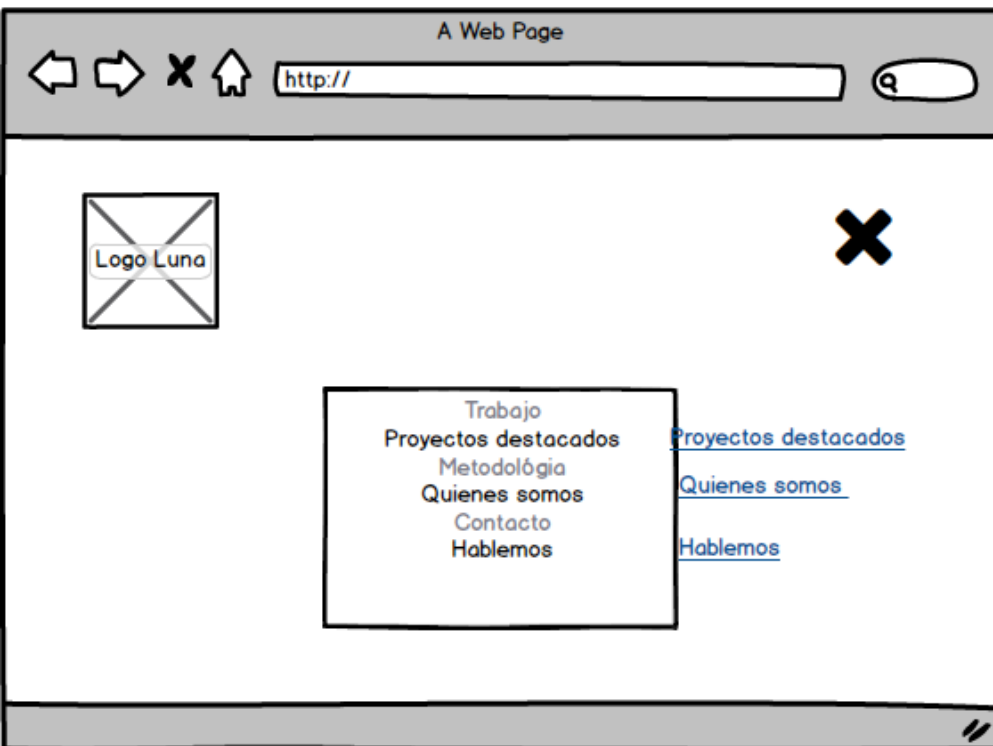 A Web Page
http://
Logo Luna
Trabajo
Proyectos destacados
Metodológia
Quienes somos
Contacto
Hablemos
Proyectos destacados
Quienes somos
Hablemos